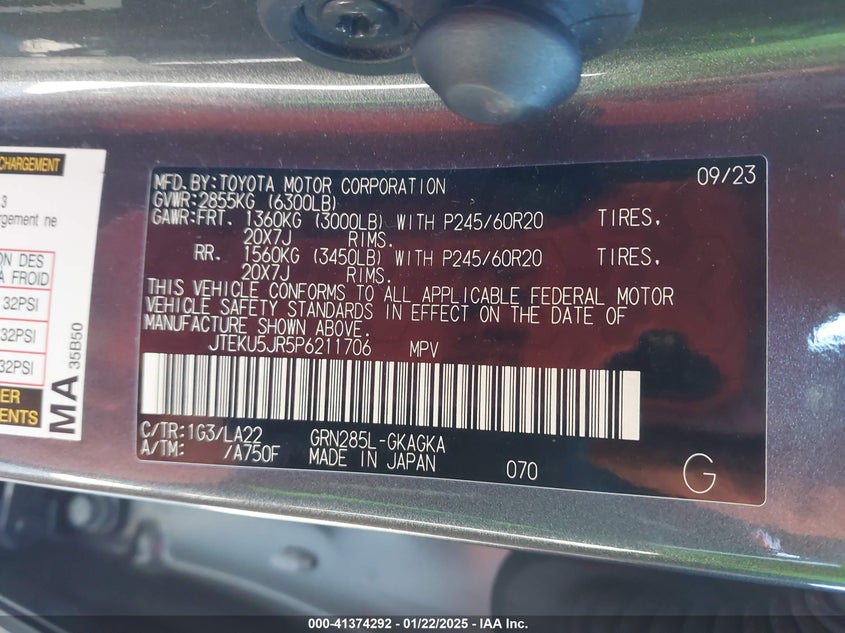 CHARGEMENT
3
argement ne
ON DES
A FROID
32PSI
32PSI
32PSI
ER
ENTS
MA
35B50
MFD. BY: TOYOTA MOTOR CORPORATION 09/23
GVWR: 2855KG (6300LB)
GAWR: FRT. 1360KG (3000LB) WITH P245/60R20 TIRES,
20X7J RIMS.
RR. 1560KG (3450LB) WITH P245/60R20 TIRES,
20X7J RIMS.
THIS VEHICLE CONFORMS TO ALL APPLICABLE FEDERAL MOTOR
VEHICLE SAFETY STANDARDS IN EFFECT ON THE DATE OF
MANUFACTURE SHOWN ABOVE.
JTEKU5JR5P6211706 MPV
C/TR: 1G3/LA22 GRN285L-GKAGKA
A/TM: /A750F MADE IN JAPAN 070 G
000-41374292 - 01/22/2025 - IAA Inc.